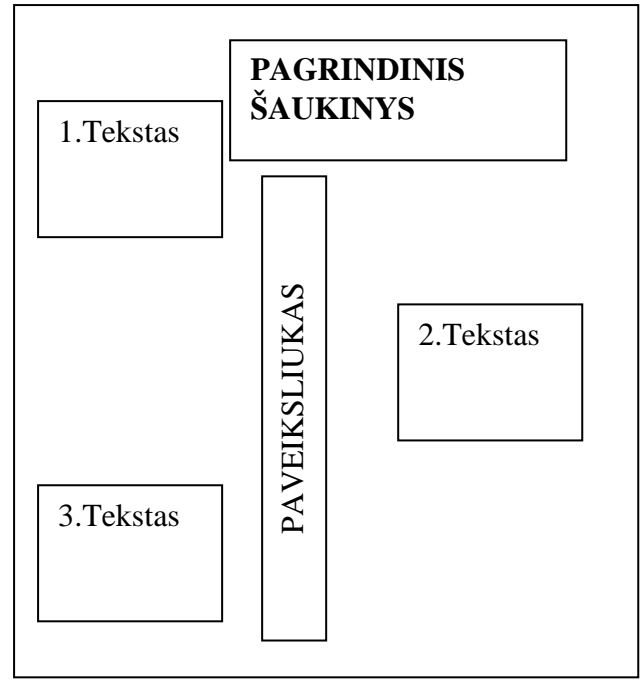 PAGRINDINIS
ŠAUKINYS
1.Tekstas
PAVEIKSLIUKAS
2.Tekstas
3.Tekstas